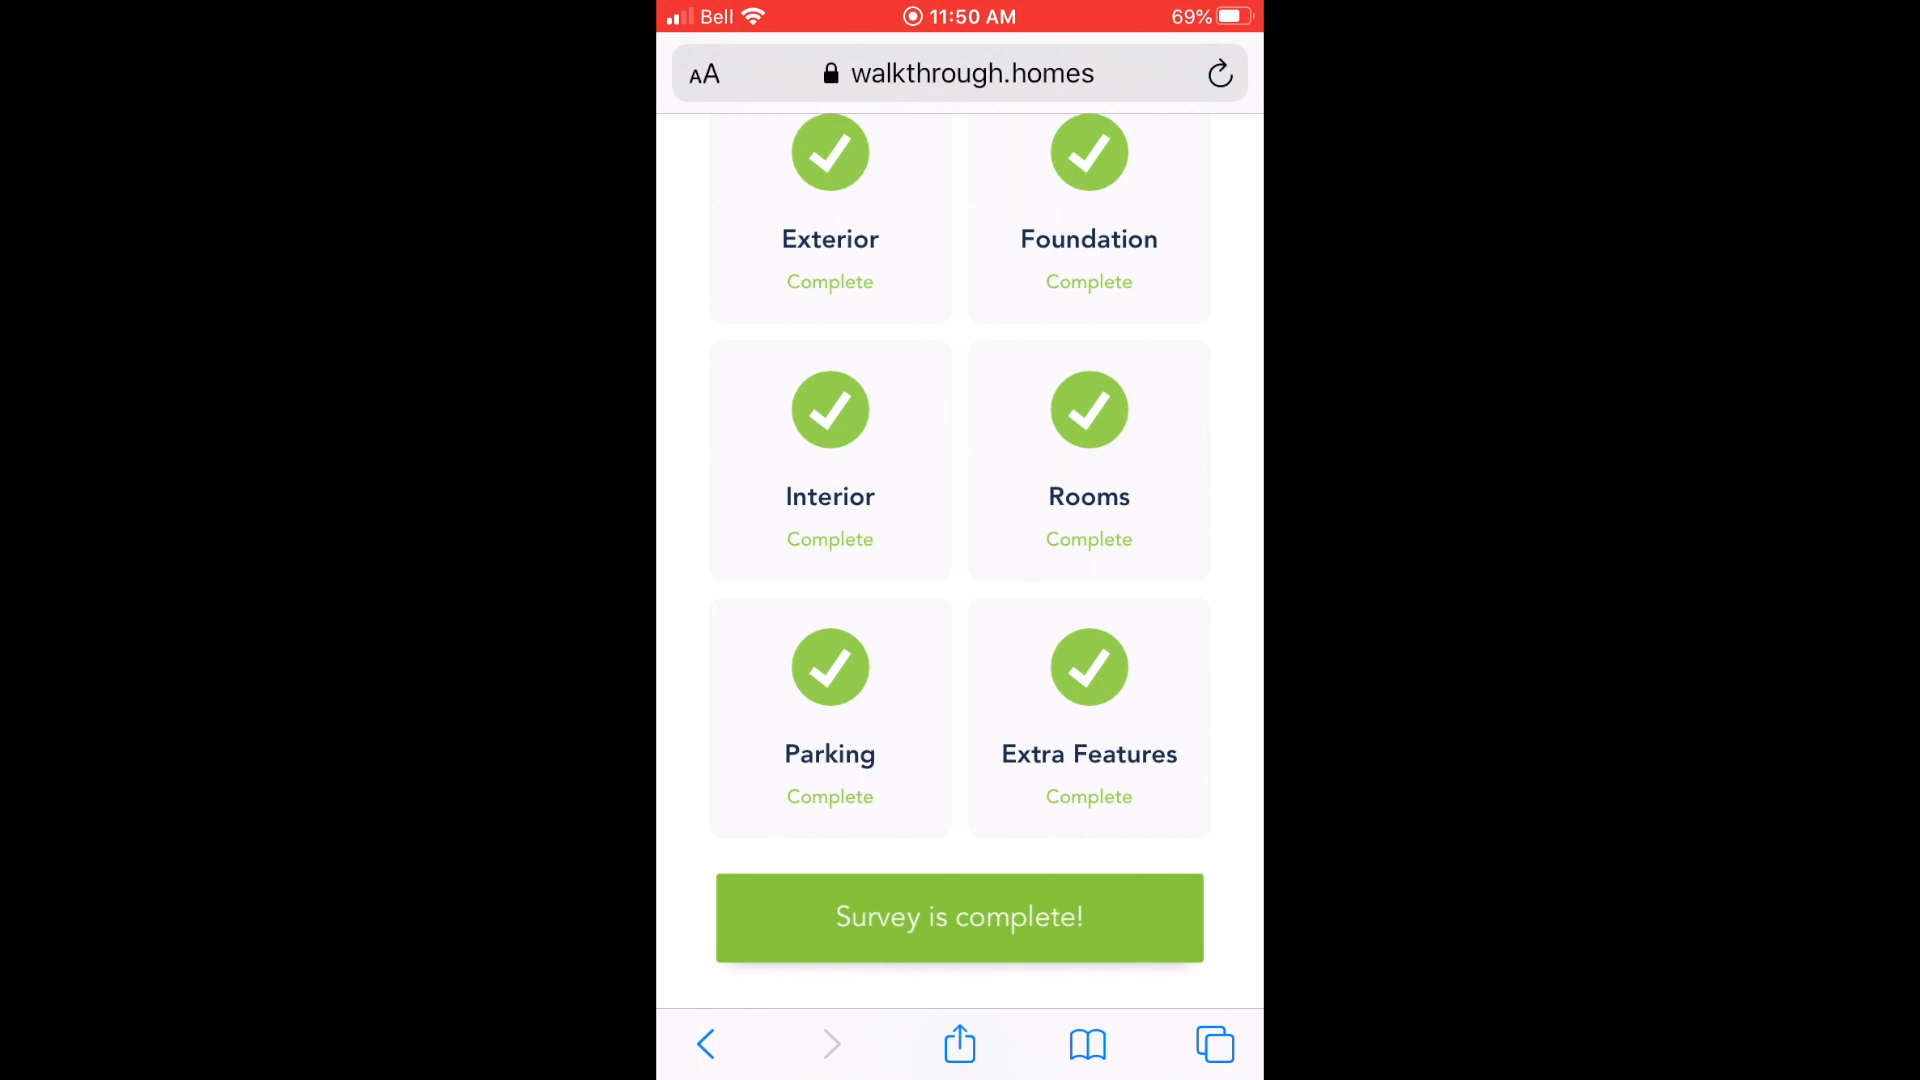 Bell 11:50 AM 69%
AA walkthrough.homes
Exterior Foundation
Complete Complete
Interior Rooms
Complete Complete
Parking Extra Features
Complete Complete
Survey is complete!